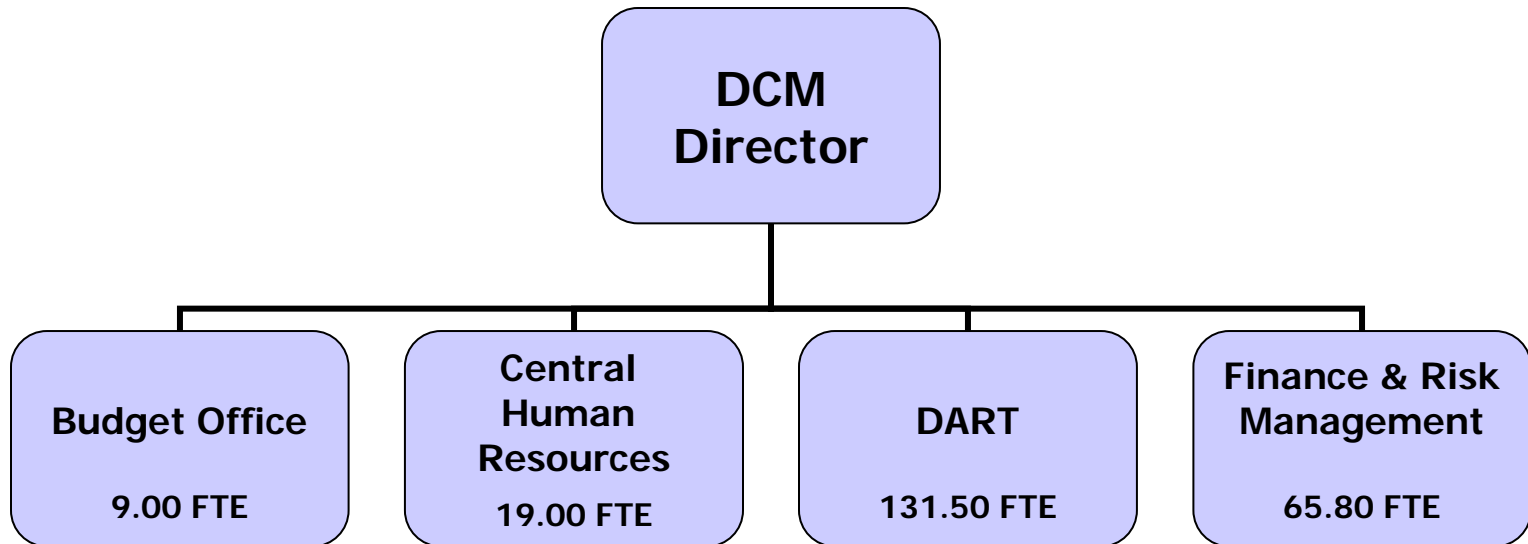 DCM
Director
Budget Office
9.00 FTE
Central
Human
Resources
19.00 FTE
DART
131.50 FTE
Finance & Risk
Management
65.80 FTE